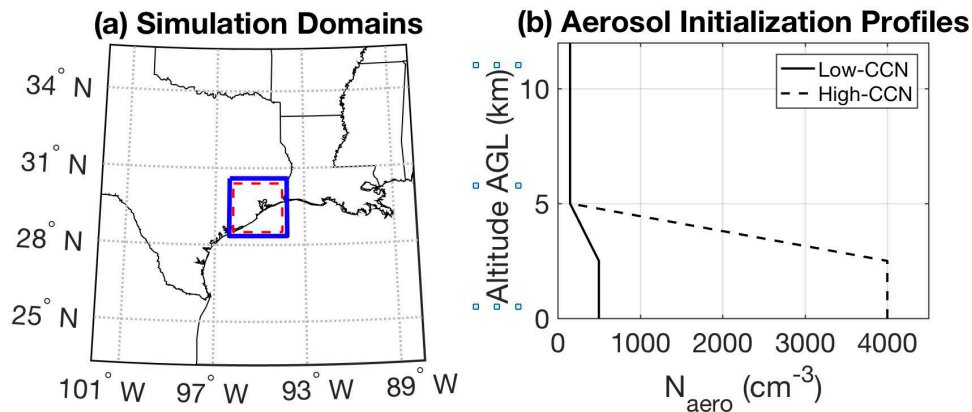 (a) Simulation Domains
34° N
31° N
28° N
25° N
101° W
97° W
93° W
89° W
(b) Aerosol Initialization Profiles
Altitude AGL (km)
10
5
0
Low-CCN
High-CCN
0
1000
2000
3000
4000
N_aero (cm⁻³)